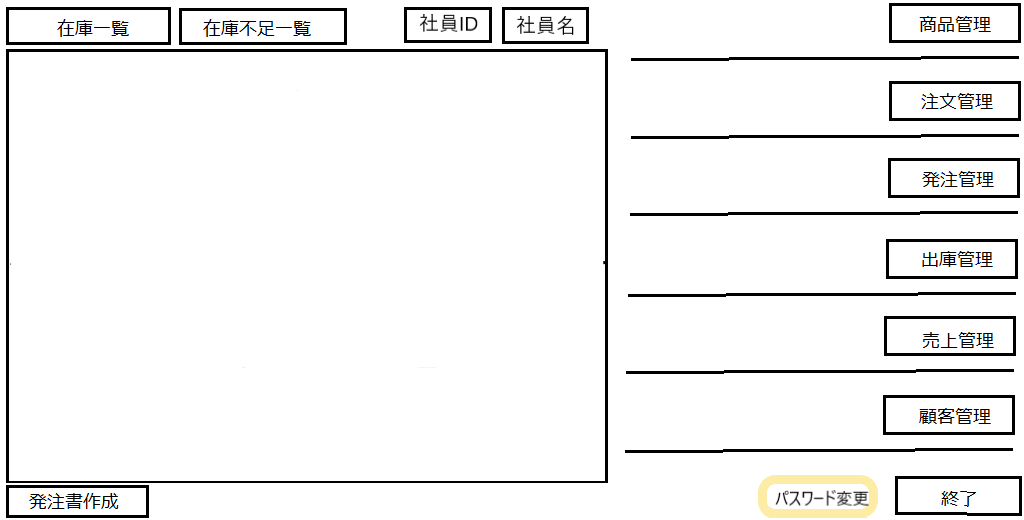 在庫一覧
在庫不足一覧
社員ID
社員名
商品管理
注文管理
発注管理
出庫管理
売上管理
顧客管理
発注書作成
パスワード変更
終了